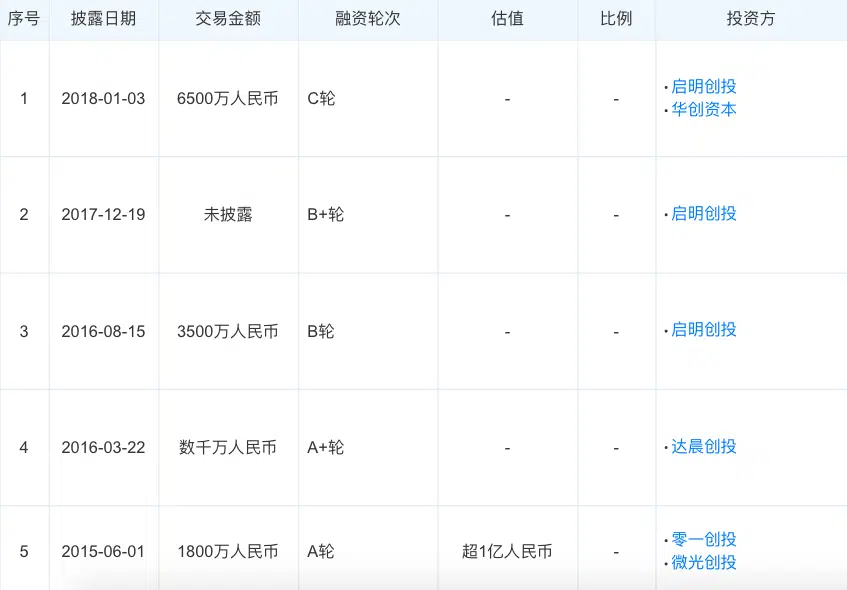 序号 披露日期 交易金额 融资轮次 估值 比例 投资方
1 2018-01-03 6500万人民币 C轮 - - ·启明创投
·华创资本
2 2017-12-19 未披露 B+轮 - - ·启明创投
3 2016-08-15 3500万人民币 B轮 - - ·启明创投
4 2016-03-22 数千万人民币 A+轮 - - ·达晨创投
5 2015-06-01 1800万人民币 A轮 超1亿人民币 - ·零一创投
·微光创投